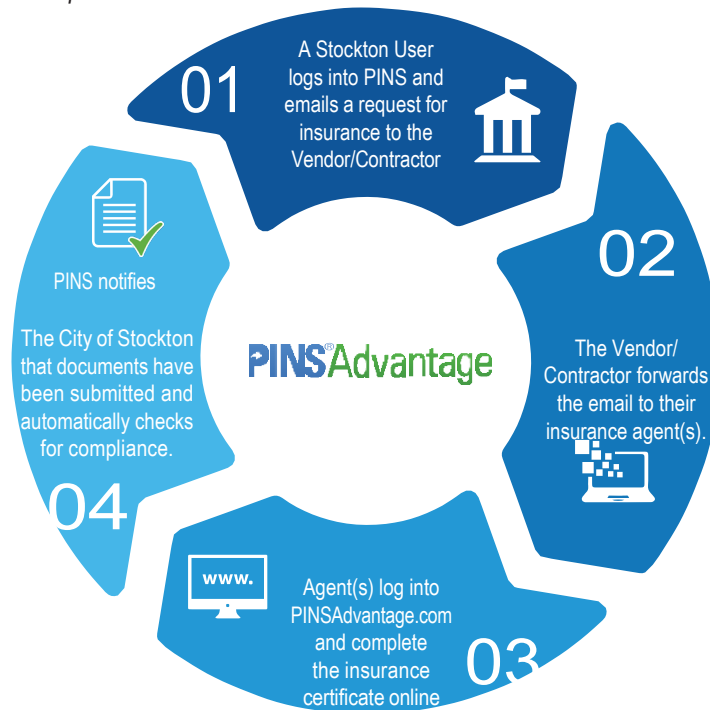 01
A Stockton User
logs into PINS and
emails a request for
insurance to the
Vendor/Contractor
02
The Vendor/
Contractor forwards
the email to their
insurance agent(s).
www.
Agent(s) log into
PINSAdvantage.com
and complete
the insurance
certificate online
03
PINS notifies
The City of Stockton
that documents have
been submitted and
automatically checks
for compliance.
04
PINS®Advantage